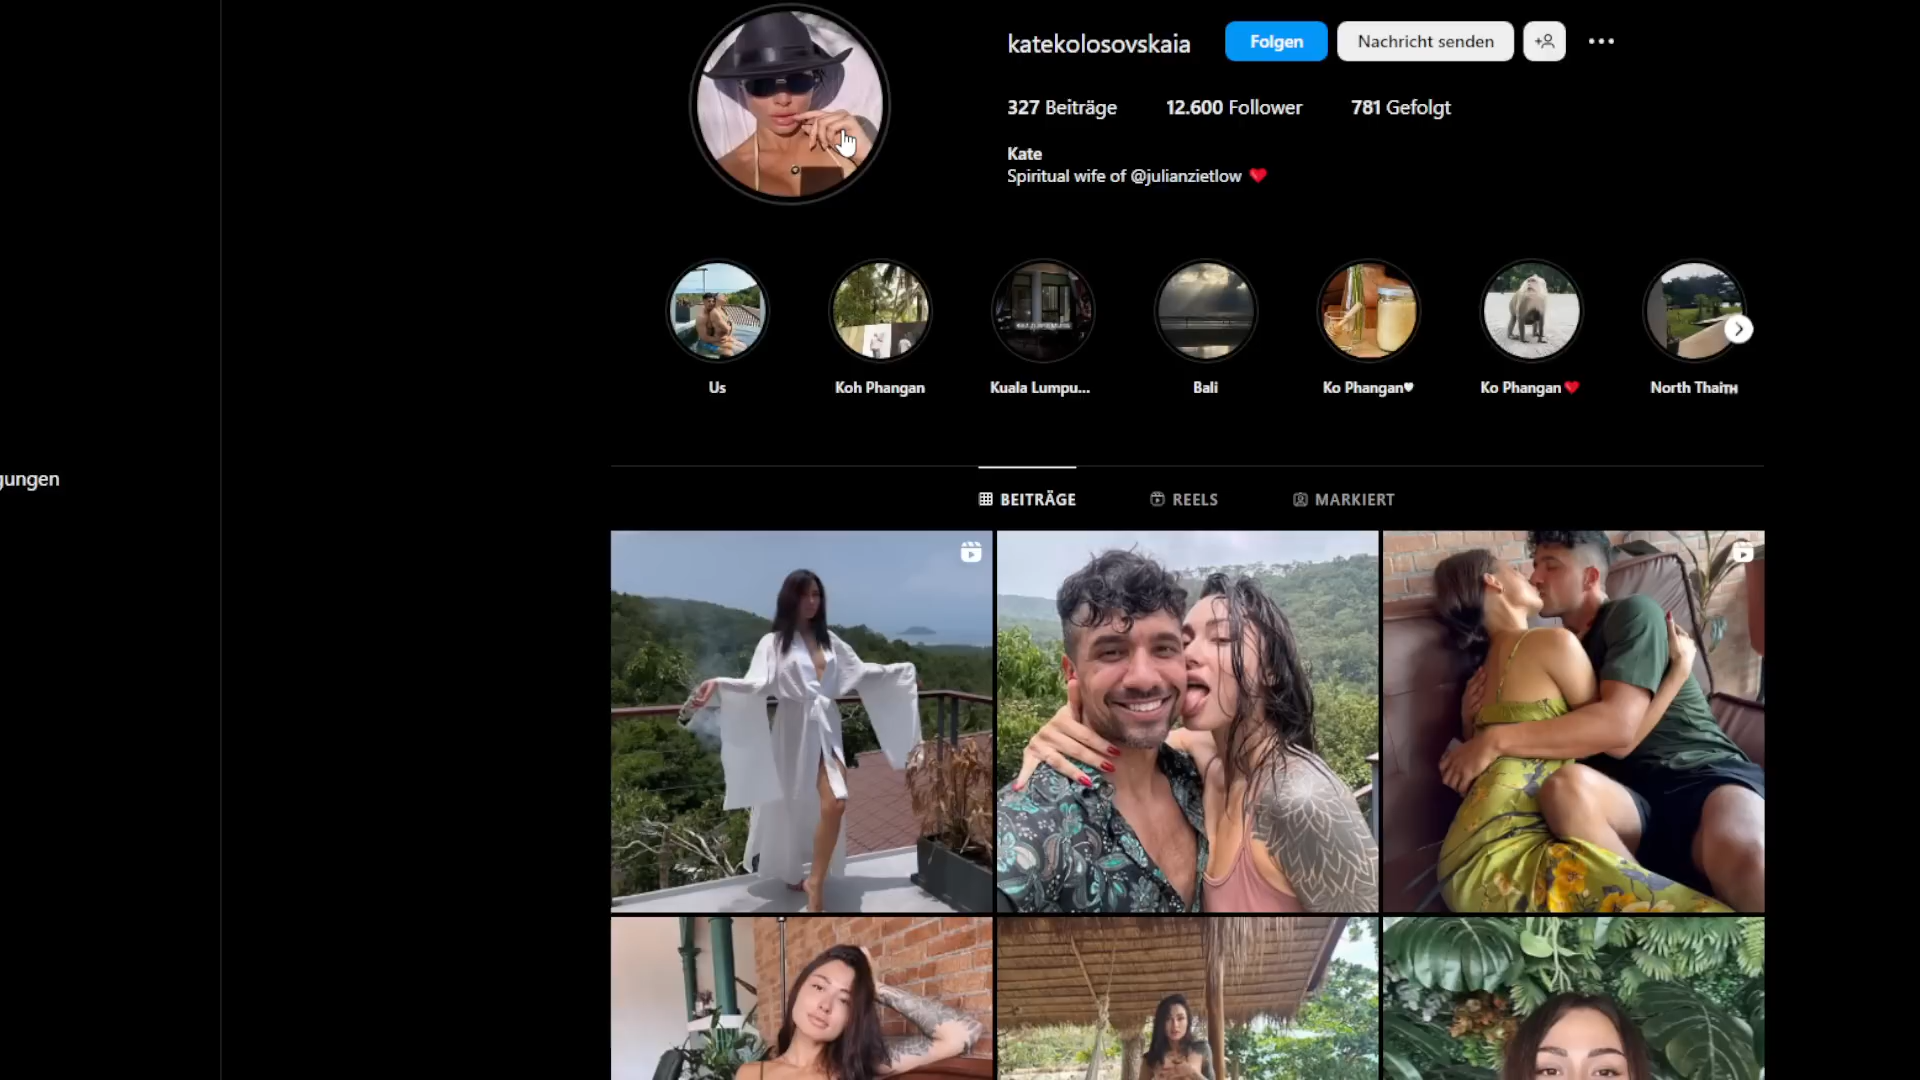 katekolosovskaia
Folgen
Nachricht senden
327 Beiträge
12.600 Follower
781 Gefolgt
Kate
Spiritual wife of @julianzietlow ❤️
Us
Koh Phangan
Kuala Lumpu...
Bali
Ko Phangan♥
Ko Phangan❤️
North Thai🇹🇭
gungen
BEITRÄGE
REELS
MARKIERT